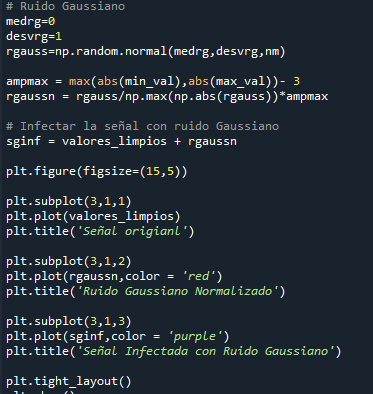 # Ruido Gaussiano
medrg=0
desvrg=1
rgauss=np.random.normal(medrg,desvrg,nm)
ampmax = max(abs(min_val),abs(max_val))- 3
rgaussn = rgauss/np.max(np.abs(rgauss))*ampmax
# Infectar la señal con ruido Gaussiano
sginf = valores_limpios + rgaussn
plt.figure(figsize=(15,5))
plt.subplot(3,1,1)
plt.plot(valores_limpios)
plt.title('Señal origianl')
plt.subplot(3,1,2)
plt.plot(rgaussn,color = 'red')
plt.title('Ruido Gaussiano Normalizado')
plt.subplot(3,1,3)
plt.plot(sginf,color = 'purple')
plt.title('Señal Infectada con Ruido Gaussiano')
plt.tight_layout()